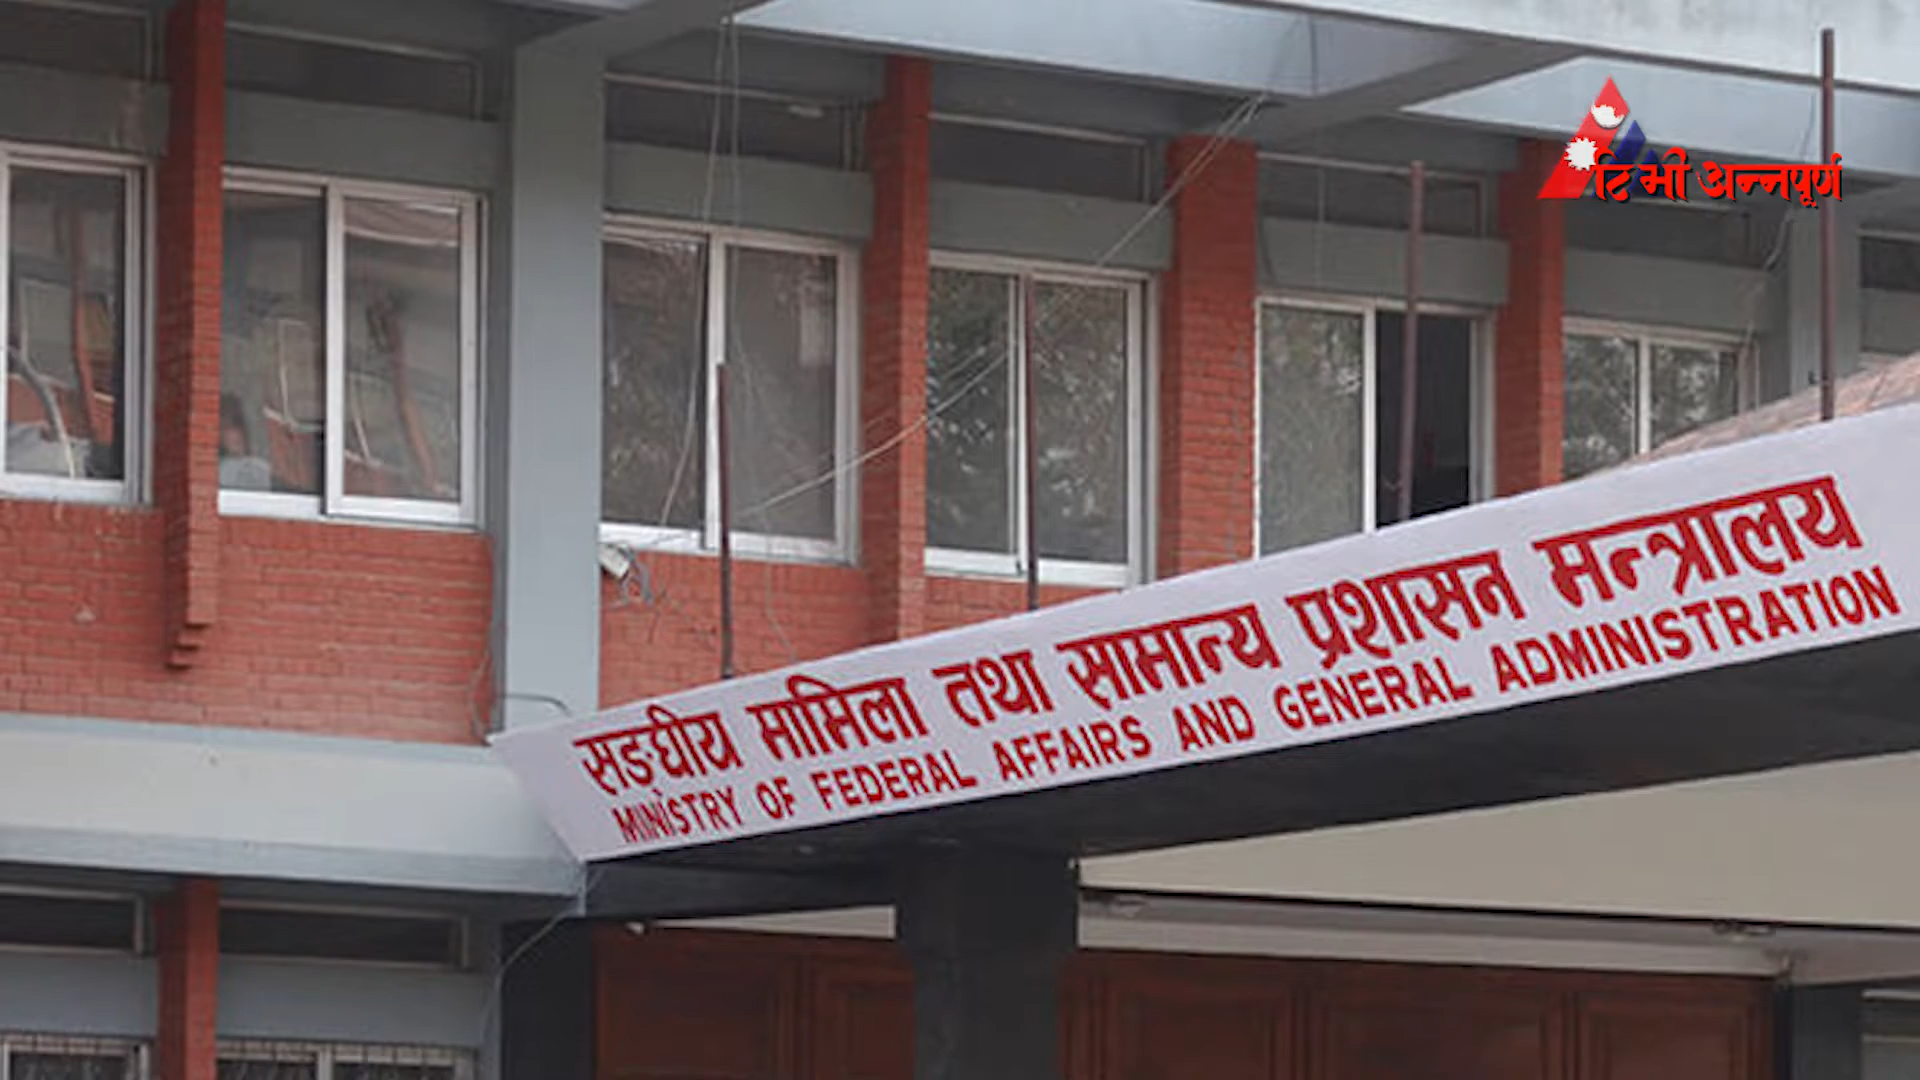 टिभी अन्नपूर्ण
सङ्घीय मामिला तथा सामान्य प्रशासन मन्त्रालय
MINISTRY OF FEDERAL AFFAIRS AND GENERAL ADMINISTRATION